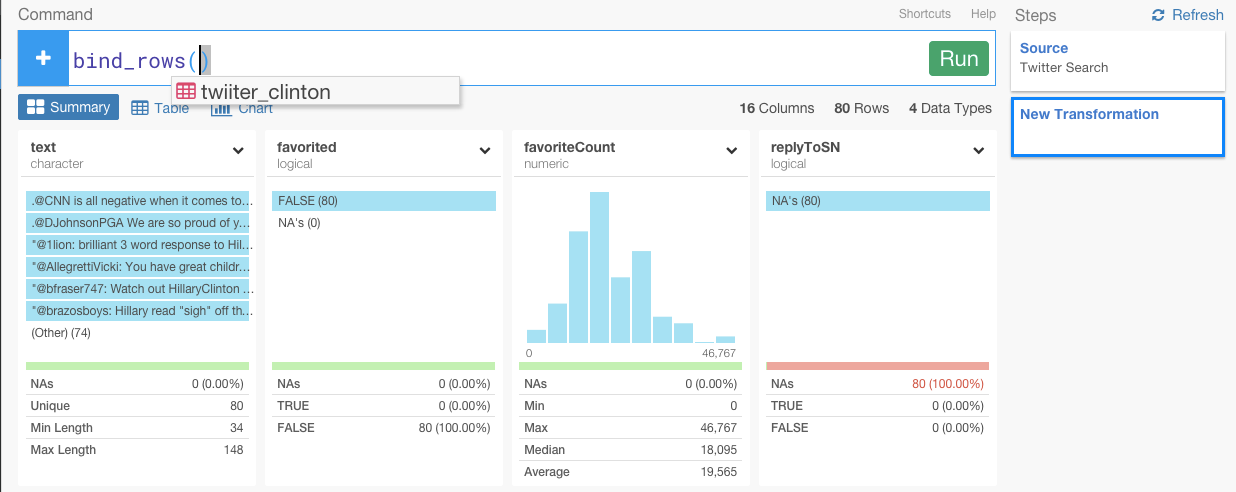 Command
Shortcuts Help
Steps
Refresh
+
bind_rows()
Run
twiiter_clinton
Source
Twitter Search
New Transformation
Summary
Table
Chart
16 Columns 80 Rows 4 Data Types
text
character
.@CNN is all negative when it comes to...
.@DJohnsonPGA We are so proud of y...
"@1lion: brilliant 3 word response to Hil...
"@AllegrettiVicki: You have great childr...
"@bfraser747: Watch out HillaryClinton ...
"@brazosboys: Hillary read "sigh" off th...
(Other) (74)
NAs 0 (0.00%)
Unique 80
Min Length 34
Max Length 148
favorited
logical
FALSE (80)
NA's (0)
NAs 0 (0.00%)
TRUE 0 (0.00%)
FALSE 80 (100.00%)
favoriteCount
numeric
0 46,767
NAs 0 (0.00%)
Min 0
Max 46,767
Median 18,095
Average 19,565
replyToSN
logical
NA's (80)
NAs 80 (100.00%)
TRUE 0 (0.00%)
FALSE 0 (0.00%)